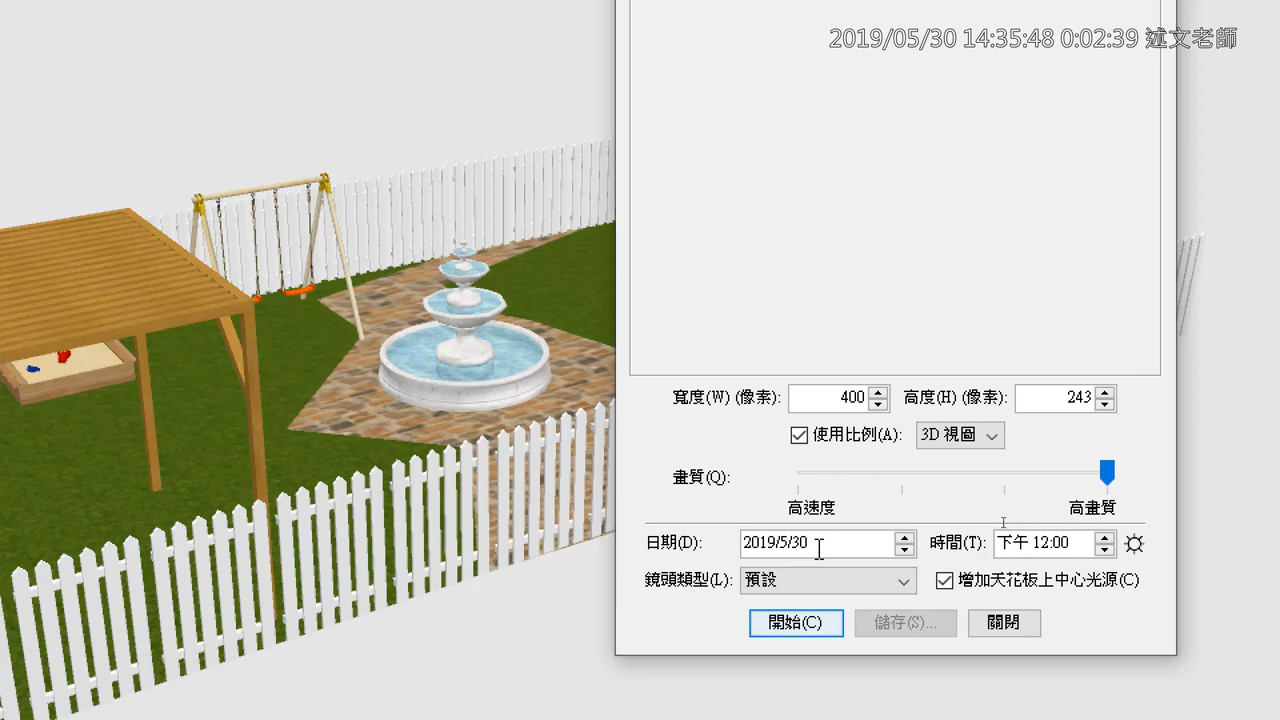 2019/05/30 14:35:48 0:02:39 述文老師
寬度(W) (像素): 400 高度(H) (像素): 243
使用比例(A): 3D 視圖
畫質(Q):
高速度 高畫質
日期(D): 2019/5/30 時間(T): 下午 12:00
鏡頭類型(L): 預設 增加天花板上中心光源(C)
開始(C) 儲存(S)... 關閉